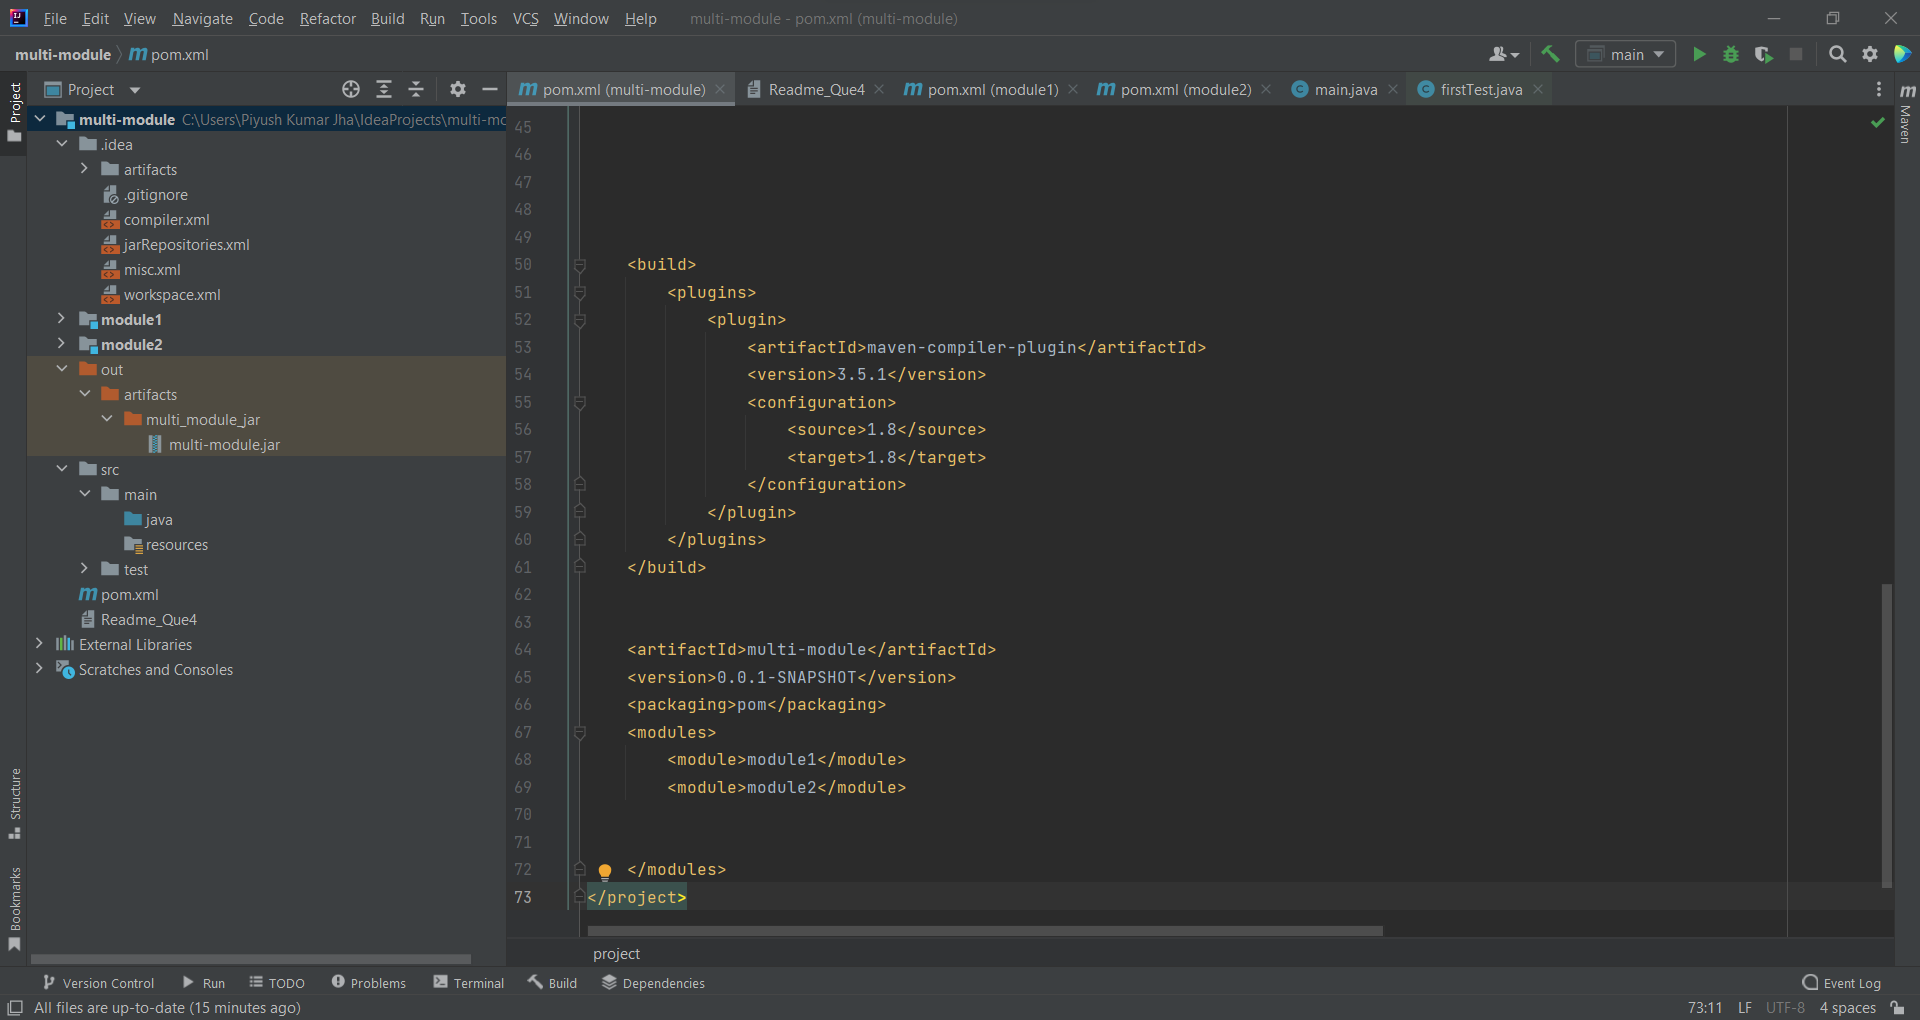 File Edit View Navigate Code Refactor Build Run Tools VCS Window Help multi-module - pom.xml (multi-module)
multi-module pom.xml main
Project
Project
pom.xml (multi-module) Readme_Que4 pom.xml (module1) pom.xml (module2) main.java firstTest.java
Maven
multi-module C:\Users\Piyush Kumar Jha\IdeaProjects\multi-mc
.idea
artifacts
.gitignore
compiler.xml
jarRepositories.xml
misc.xml
workspace.xml
module1
module2
out
artifacts
multi_module_jar
multi-module.jar
src
main
java
resources
test
pom.xml
Readme_Que4
External Libraries
Scratches and Consoles
Structure
Bookmarks
45
46
47
48
49
50 <build>
51 <plugins>
52 <plugin>
53 <artifactId>maven-compiler-plugin</artifactId>
54 <version>3.5.1</version>
55 <configuration>
56 <source>1.8</source>
57 <target>1.8</target>
58 </configuration>
59 </plugin>
60 </plugins>
61 </build>
62
63
64 <artifactId>multi-module</artifactId>
65 <version>0.0.1-SNAPSHOT</version>
66 <packaging>pom</packaging>
67 <modules>
68 <module>module1</module>
69 <module>module2</module>
70
71
72 </modules>
73 </project>
project
Version Control Run TODO Problems Terminal Build Dependencies Event Log
All files are up-to-date (15 minutes ago) 73:11 LF UTF-8 4 spaces